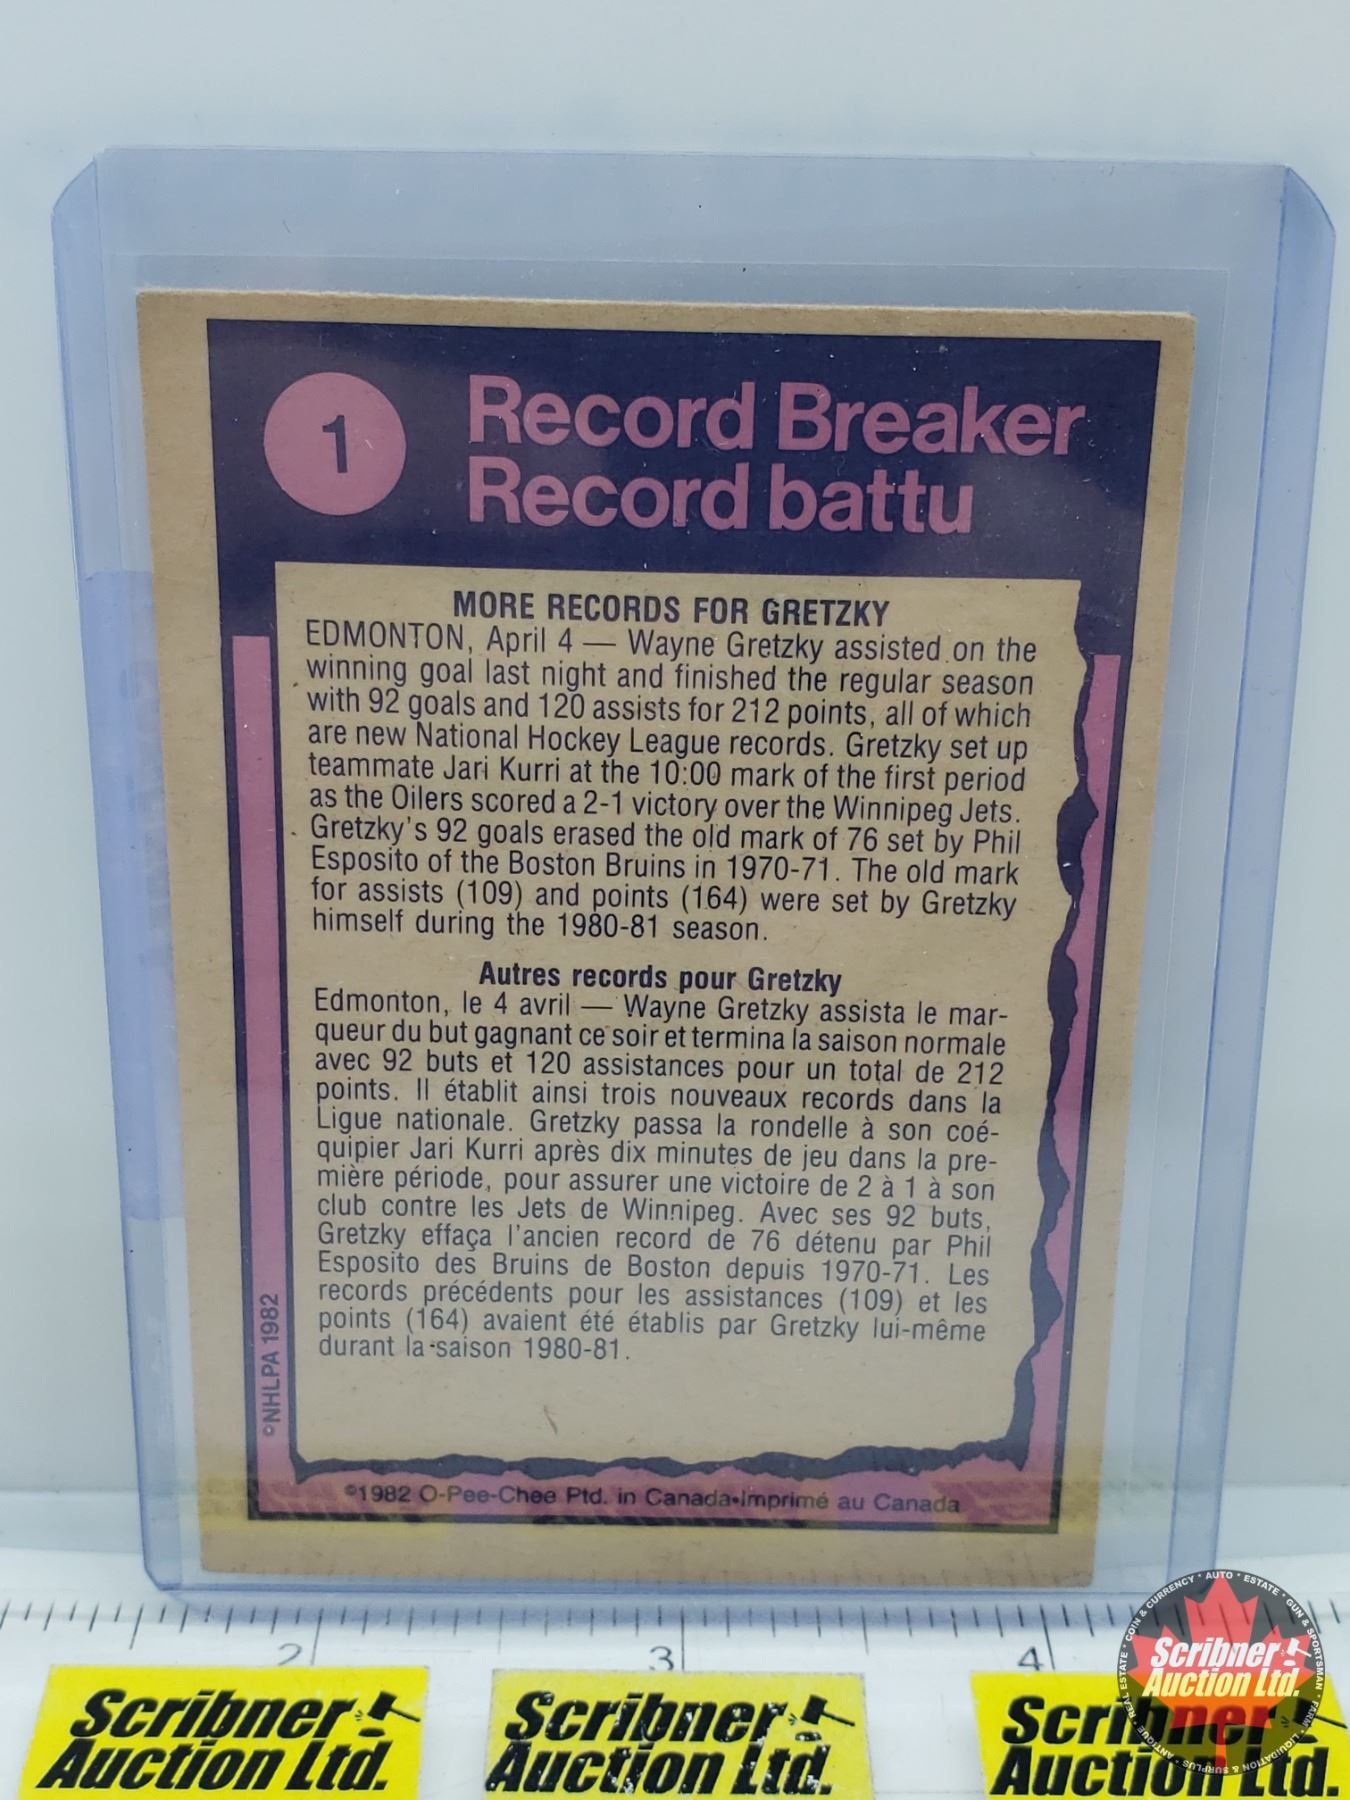 1
Record Breaker
Record battu
MORE RECORDS FOR GRETZKY
EDMONTON, April 4 — Wayne Gretzky assisted on the
winning goal last night and finished the regular season
with 92 goals and 120 assists for 212 points, all of which
are new National Hockey League records. Gretzky set up
teammate Jari Kurri at the 10:00 mark of the first period
as the Oilers scored a 2-1 victory over the Winnipeg Jets.
Gretzky's 92 goals erased the old mark of 76 set by Phil
Esposito of the Boston Bruins in 1970-71. The old mark
for assists (109) and points (164) were set by Gretzky
himself during the 1980-81 season.
Autres records pour Gretzky
Edmonton, le 4 avril — Wayne Gretzky assista le mar-
queur du but gagnant ce soir et termina la saison normale
avec 92 buts et 120 assistances pour un total de 212
points. Il établit ainsi trois nouveaux records dans la
Ligue nationale. Gretzky passa la rondelle à son coé-
quipier Jari Kurri après dix minutes de jeu dans la pre-
mière période, pour assurer une victoire de 2 à 1 à son
club contre les Jets de Winnipeg. Avec ses 92 buts,
Gretzky effaça l'ancien record de 76 détenu par Phil
Esposito des Bruins de Boston depuis 1970-71. Les
records précédents pour les assistances (109) et les
points (164) avaient été établis par Gretzky lui-même
durant la saison 1980-81.
©NHLPA 1982
©1982 O-Pee-Chee Ptd. in Canada•Imprimé au Canada
2 3 4
Scribner
Auction Ltd.
Scribner
Auction Ltd.
Scribner
Auction Ltd.
COIN & CURRENCY • AUTO • ESTATE • GUN & SPORTSMAN • FARM • LIQUIDATION & SURPLUS • ANTIQUE • REAL ESTATE •
Scribner
Auction Ltd.